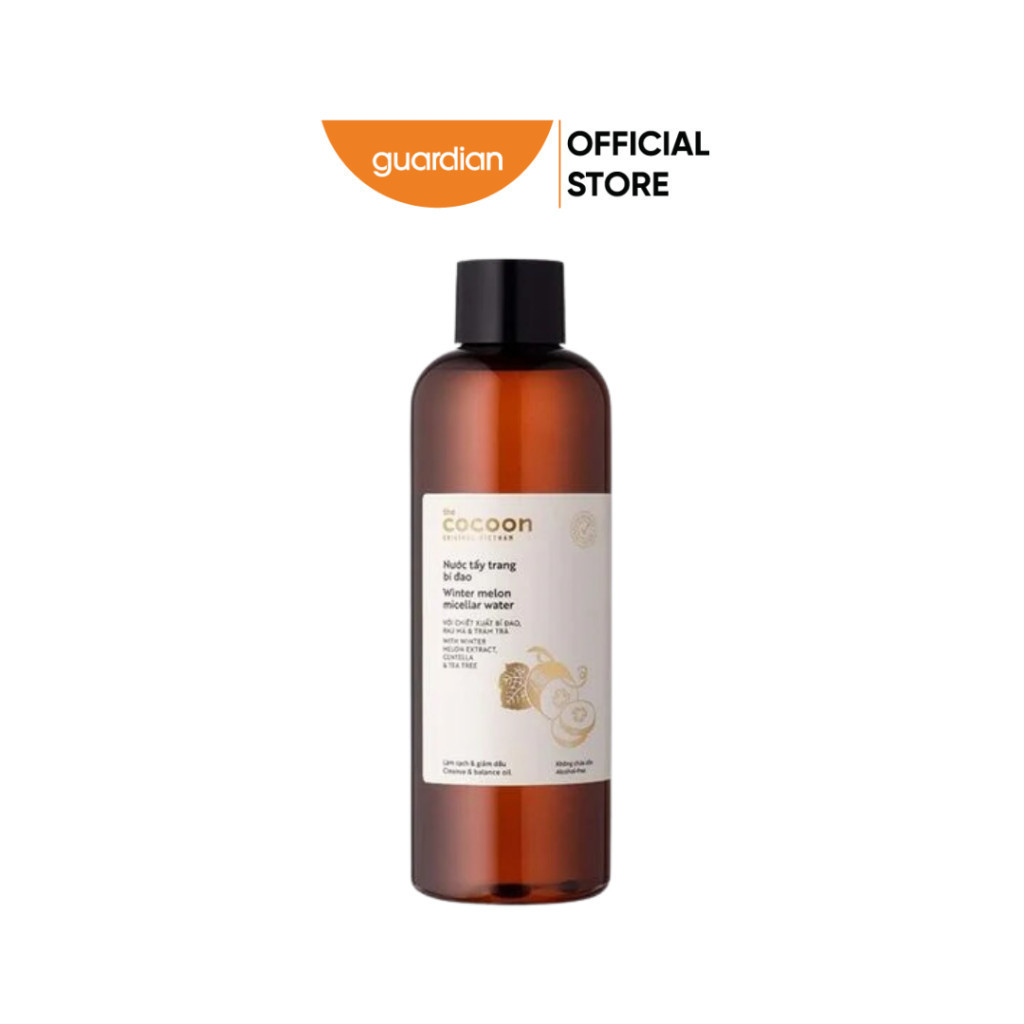 guardian
OFFICIAL
STORE
the
cocoon
ORIGINAL VIETNAM
Nước tẩy trang
bí đao
Winter melon
micellar water
VỚI CHIẾT XUẤT BÍ ĐAO,
RAU MÁ & TRÀM TRÀ
WITH WINTER
MELON EXTRACT,
CENTELLA
& TEA TREE
Làm sạch & giảm dầu
Cleanse & balance oil
Không chứa cồn
Alcohol-free